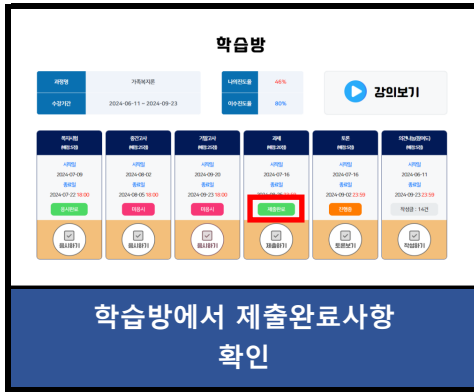 학습방
과정명 가족복지론 나의진도율 46% 강의보기
수강기간 2024-06-11 ~ 2024-09-23 이수진도율 80%
쪽지시험 중간고사 기말고사 과제 토론
시작일 시작일 시작일 시작일 시작일 시작일
2024-07-09 2024-08-02 2024-09-20 2024-07-16 2024-07-16 2024-06-11
종료일 종료일 종료일 종료일 종료일 종료일
2024-07-22 18:00 2024-08-05 18:00 2024-09-23 18:00 2024-09-02 23:59 2024-09-23 23:59
응시완료 미응시 미응시 제출완료 진행중 작성글 : 14건
응시하기 응시하기 응시하기 제출하기 토론보기 작성하기
학습방에서 제출완료사항
확인